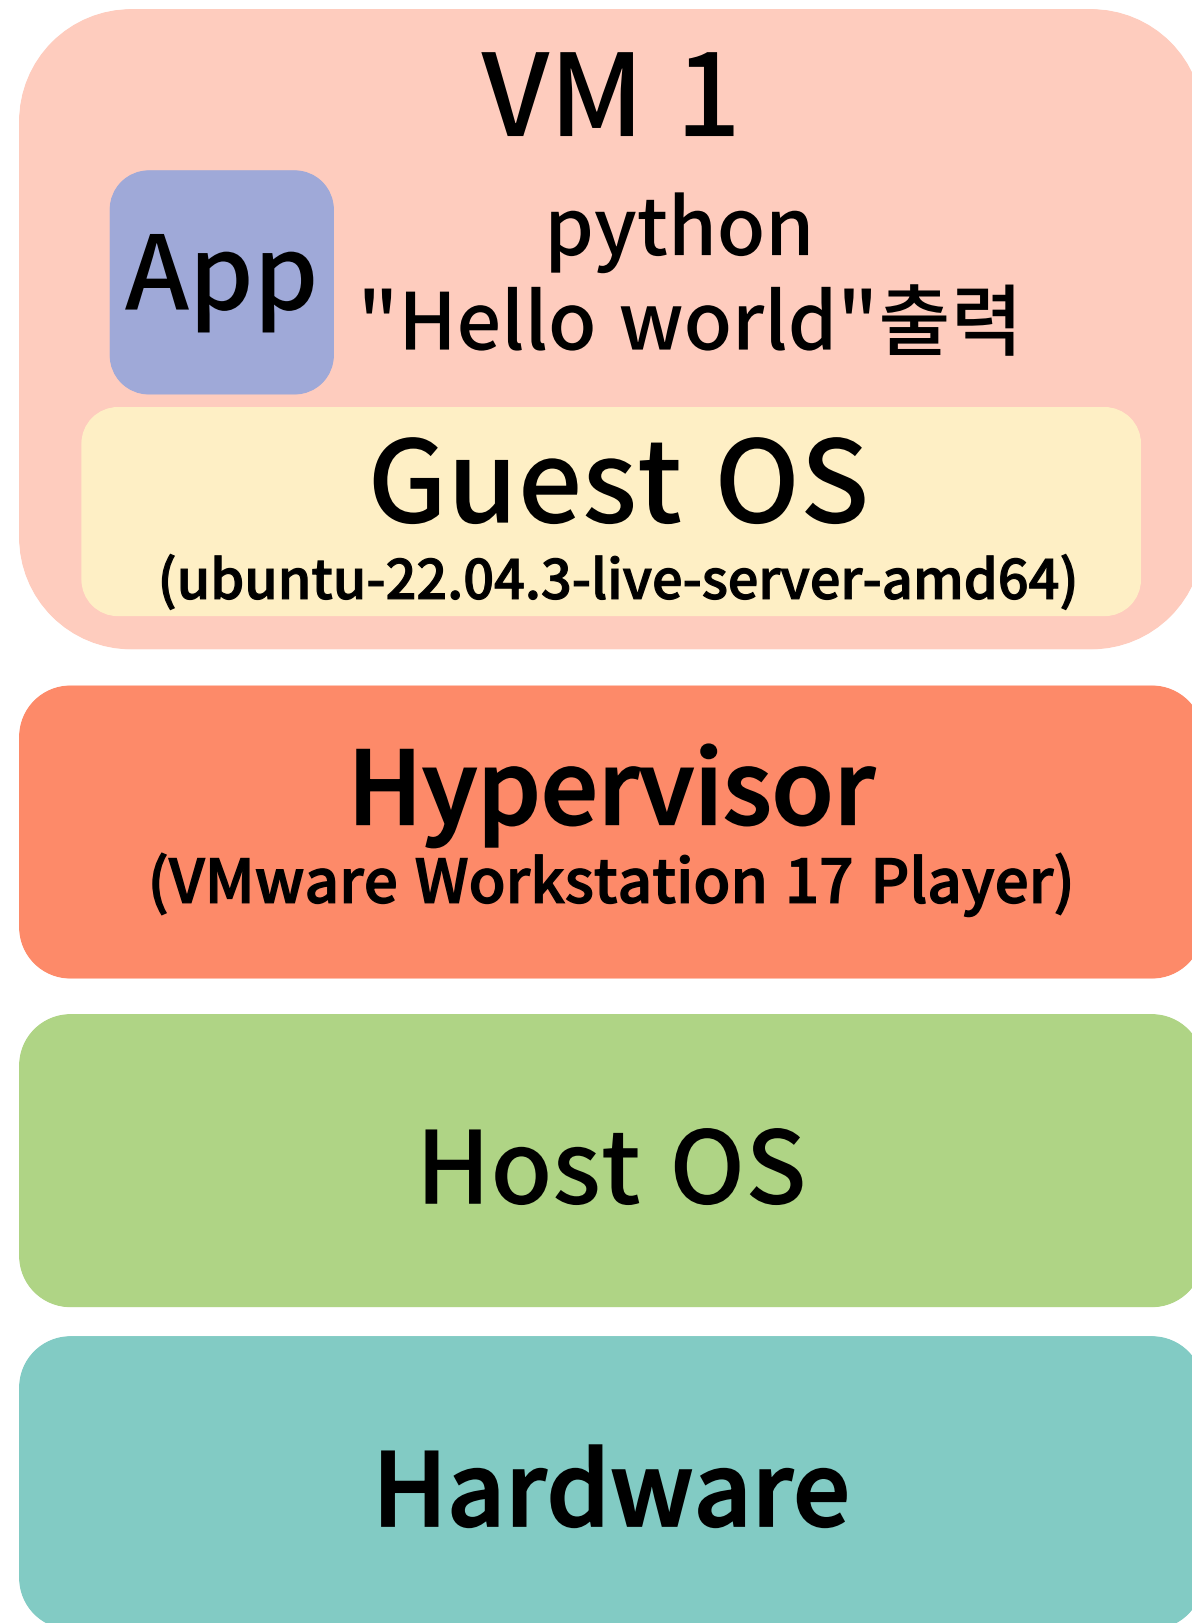 VM 1
App
python
"Hello world"출력
Guest OS
(ubuntu-22.04.3-live-server-amd64)
Hypervisor
(VMware Workstation 17 Player)
Host OS
Hardware